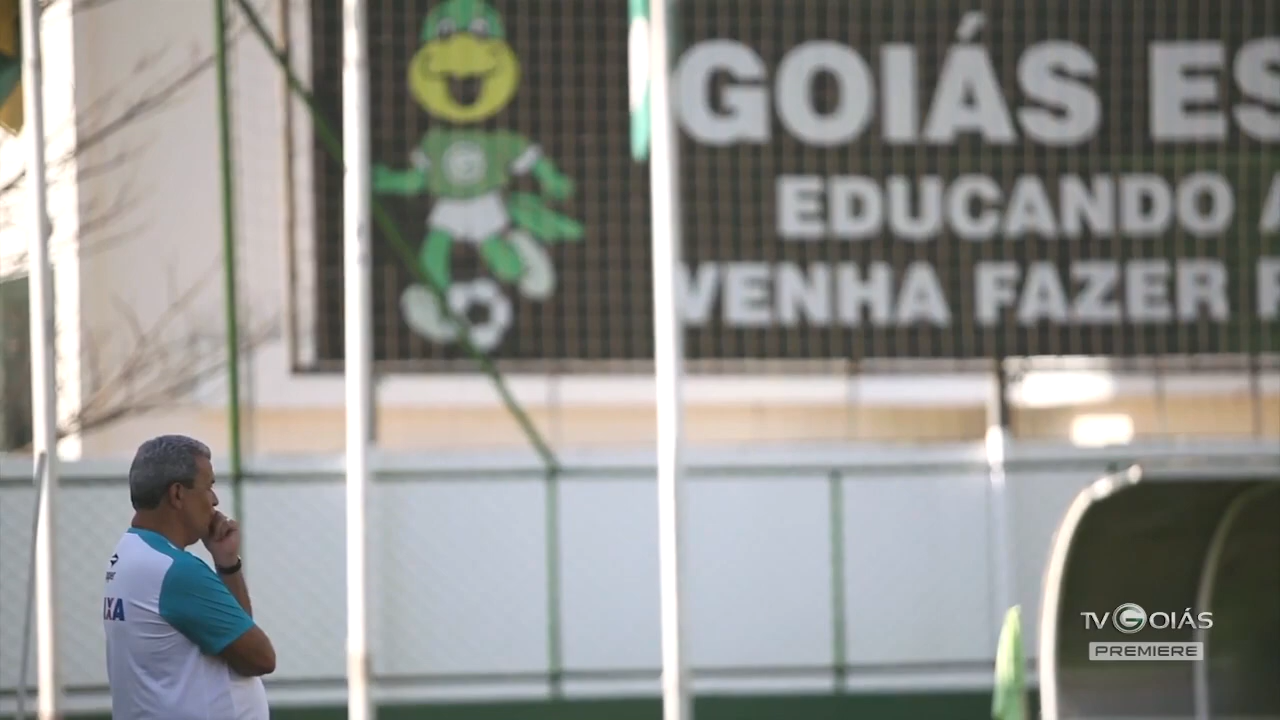 GOIÁS ES
EDUCANDO A
VENHA FAZER
TV GOIÁS
PREMIERE